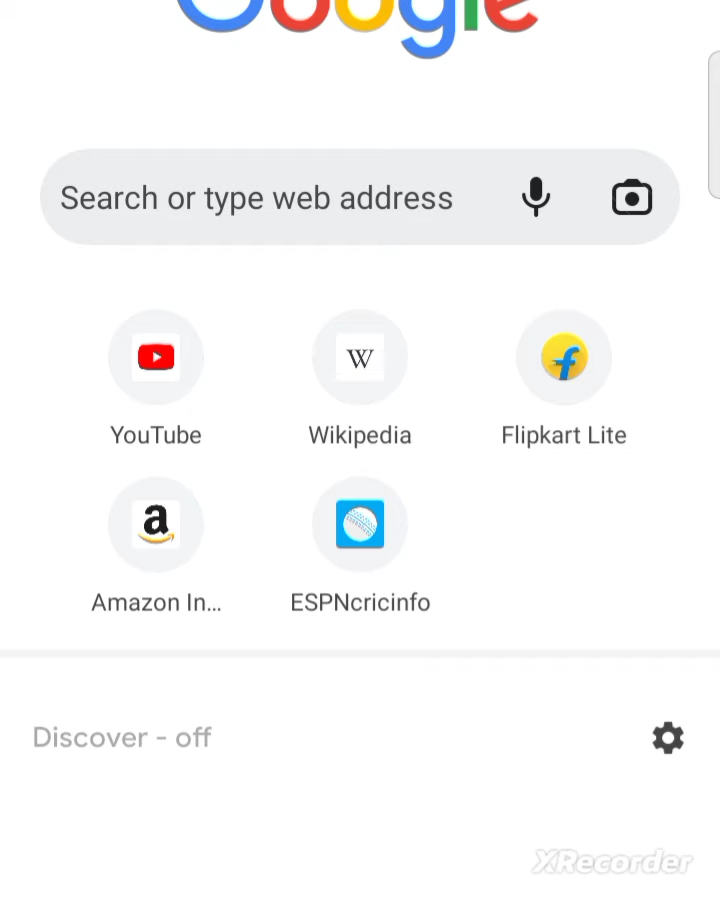 Google
Search or type web address
W
f
YouTube
Wikipedia
Flipkart Lite
a
Amazon In...
ESPNcricinfo
Discover - off
XRecorder